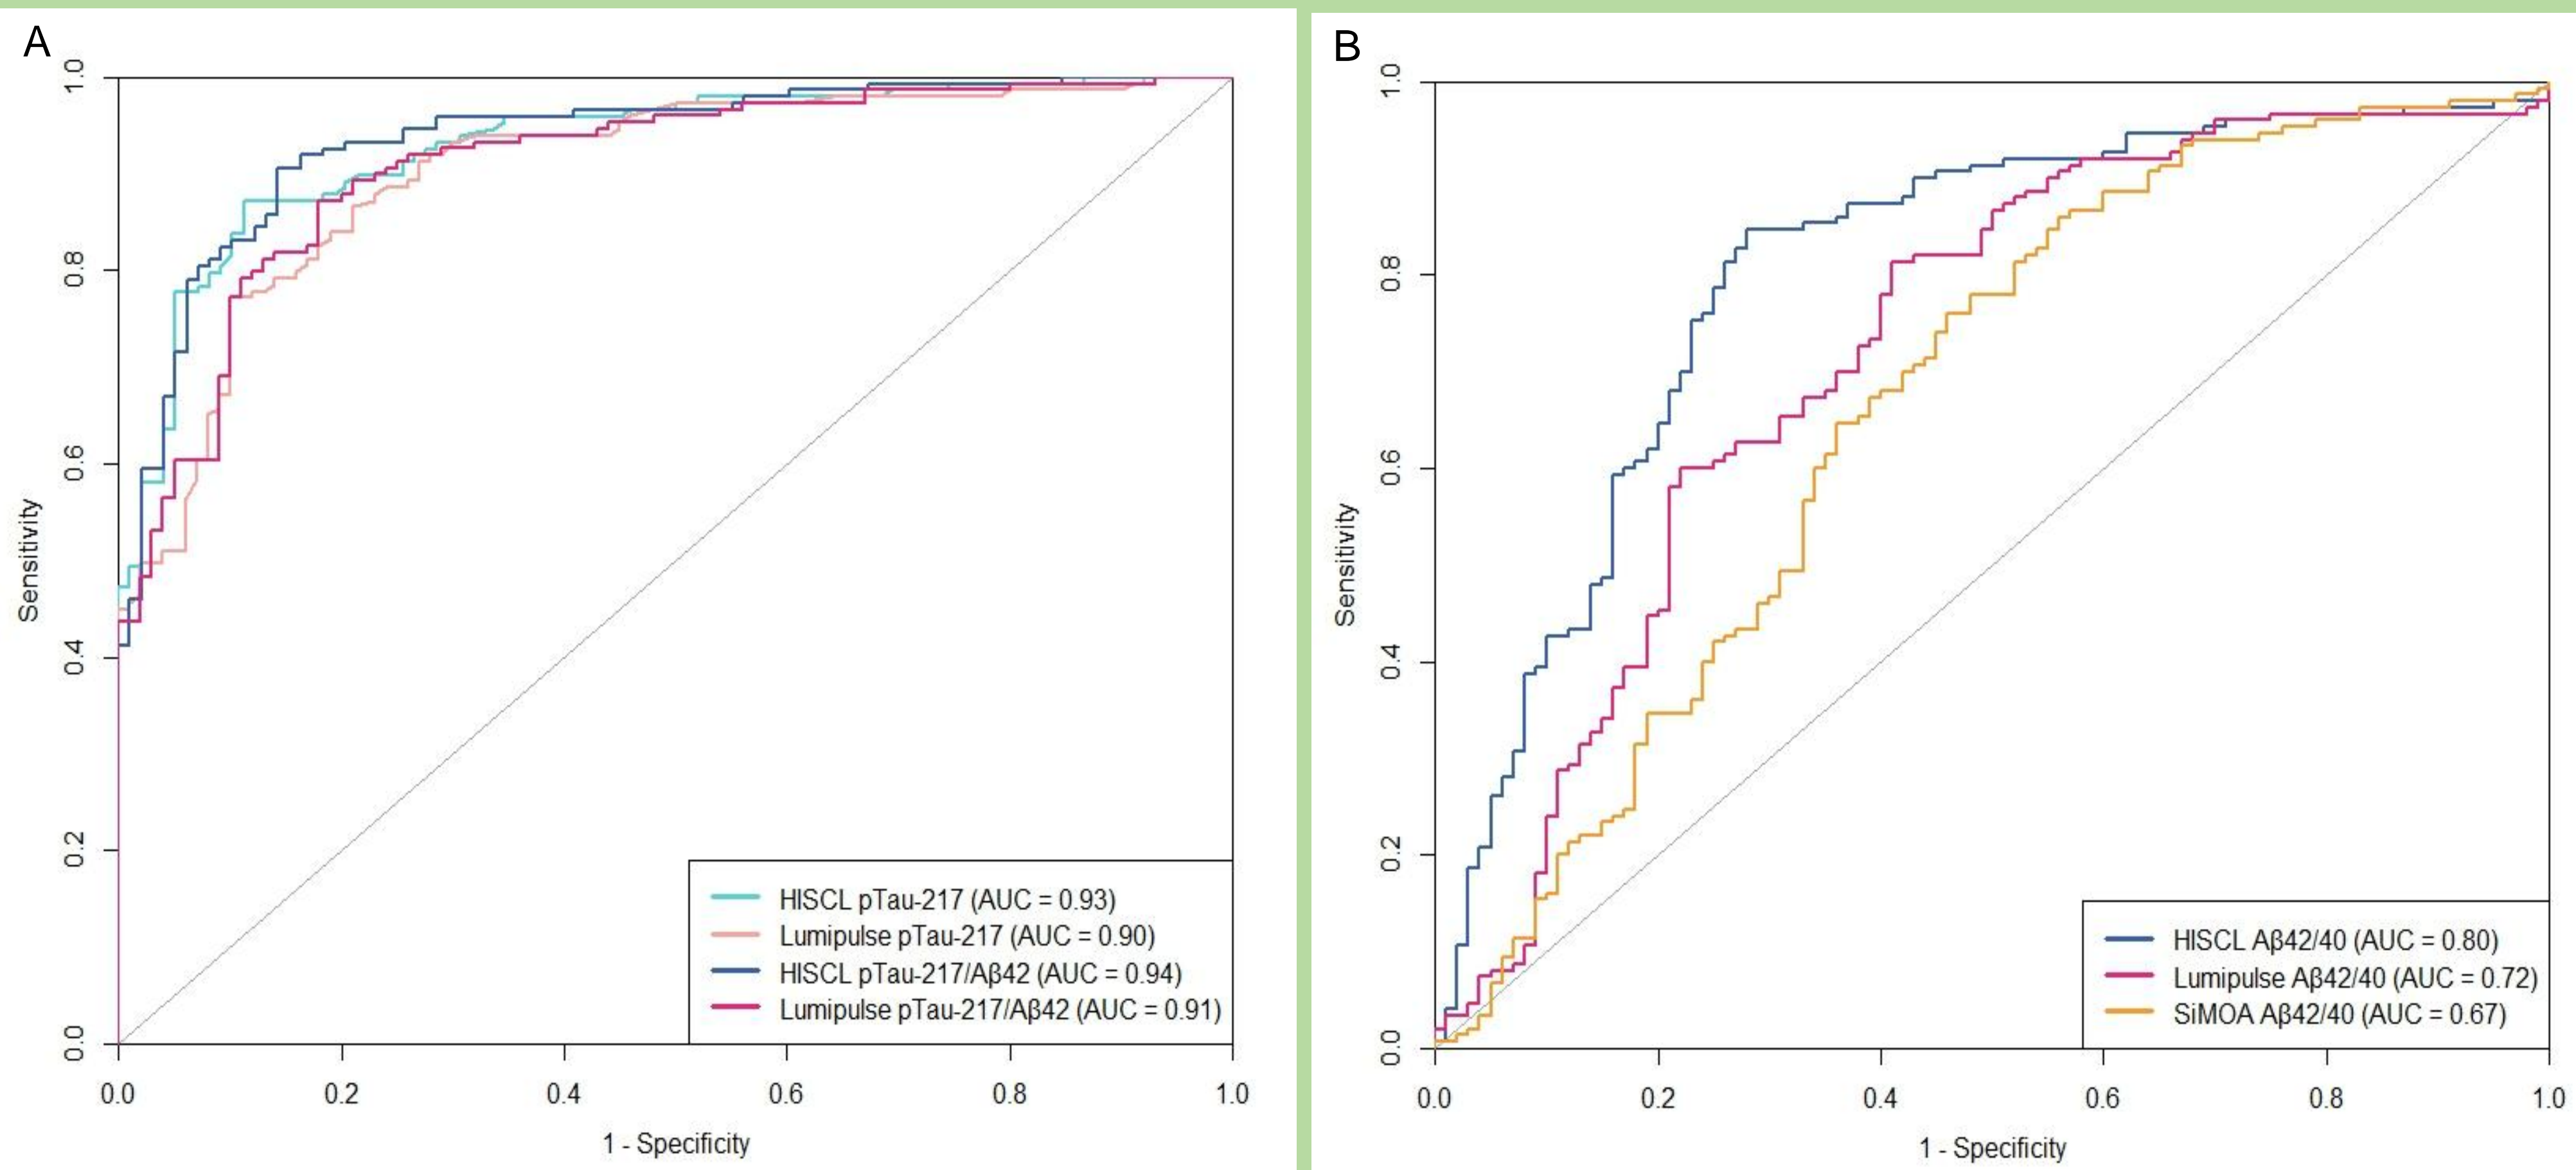 A
1.0
0.8
0.6
0.4
0.2
0.0
Sensitivity
0.0 0.2 0.4 0.6 0.8 1.0
1 - Specificity
HISCL pTau-217 (AUC = 0.93)
Lumipulse pTau-217 (AUC = 0.90)
HISCL pTau-217/Aβ42 (AUC = 0.94)
Lumipulse pTau-217/Aβ42 (AUC = 0.91)
B
1.0
0.8
0.6
0.4
0.2
0.0
Sensitivity
0.0 0.2 0.4 0.6 0.8 1.0
1 - Specificity
HISCL Aβ42/40 (AUC = 0.80)
Lumipulse Aβ42/40 (AUC = 0.72)
SiMOA Aβ42/40 (AUC = 0.67)